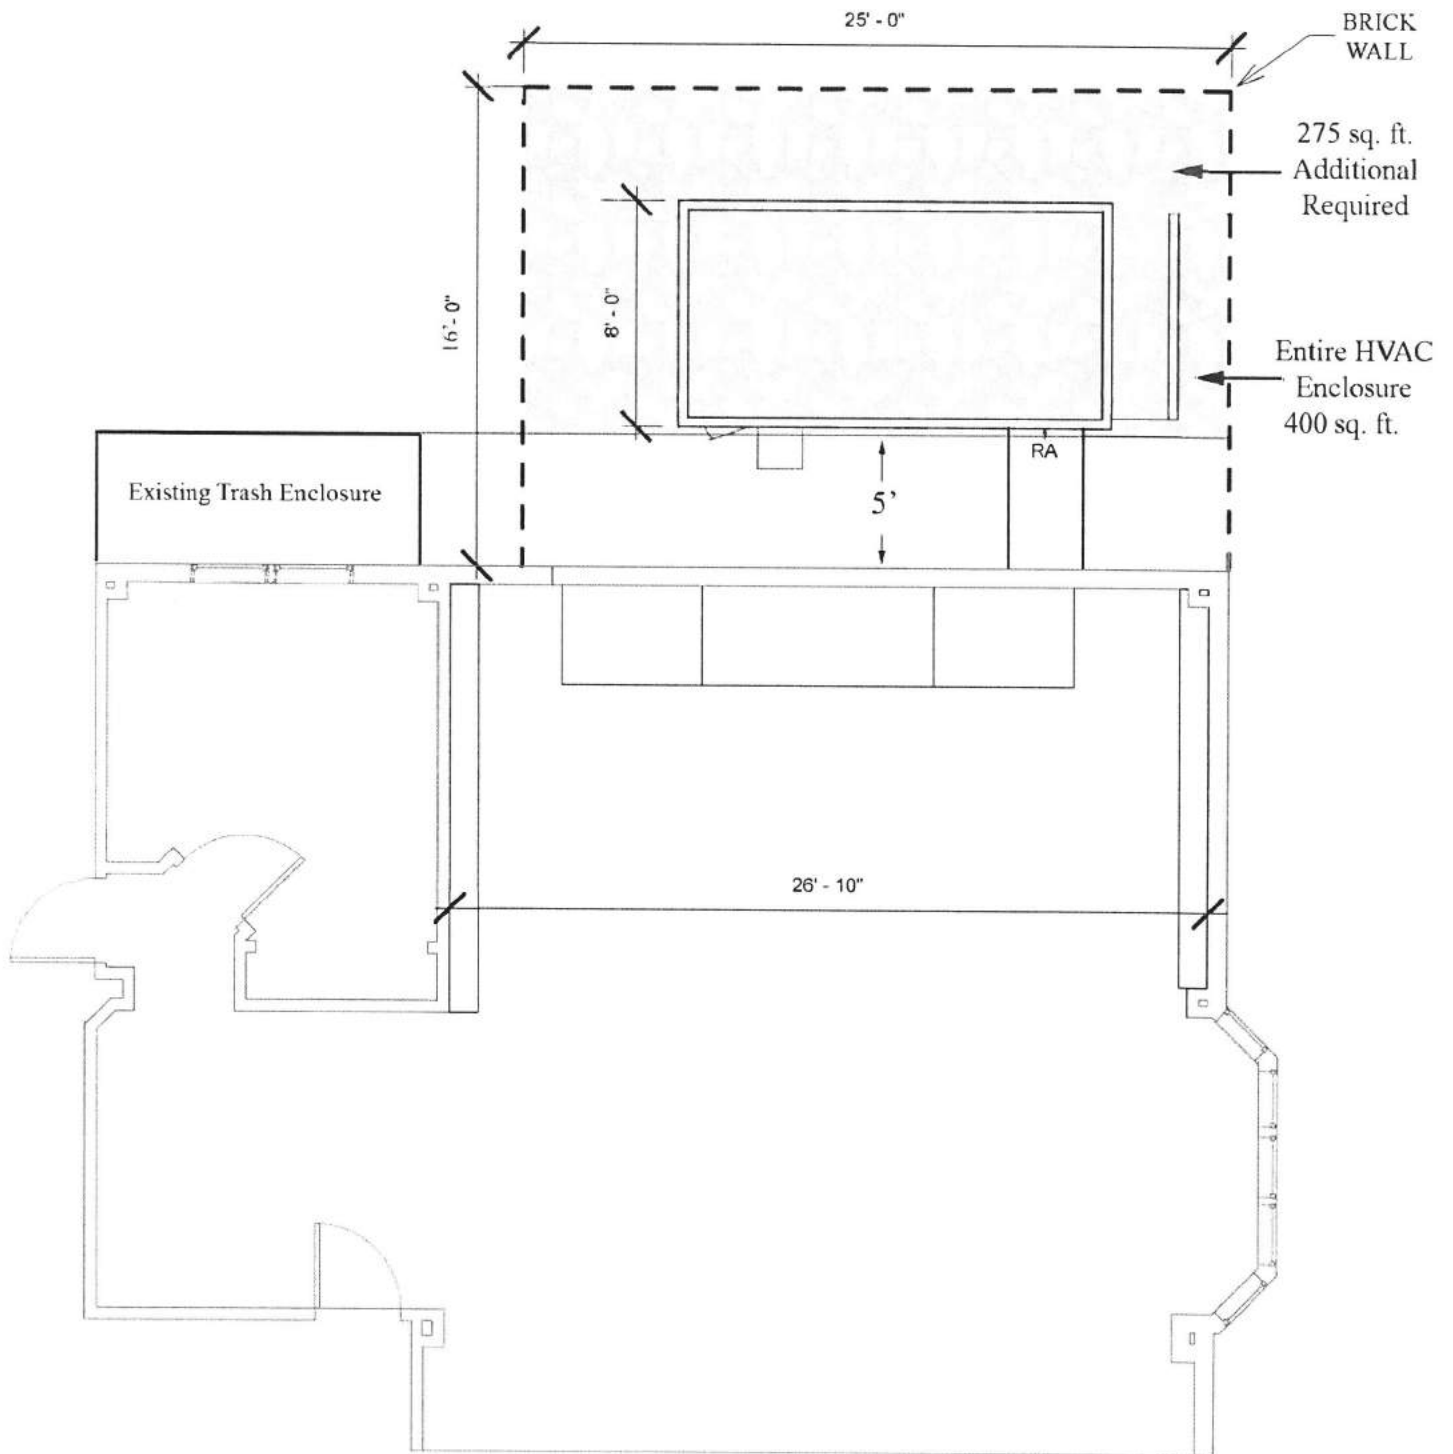 25' - 0"
BRICK
WALL
275 sq. ft.
Additional
Required
16'- 0"
8' - 0"
Entire HVAC
Enclosure
400 sq. ft.
RA
Existing Trash Enclosure
5’
26' - 10"